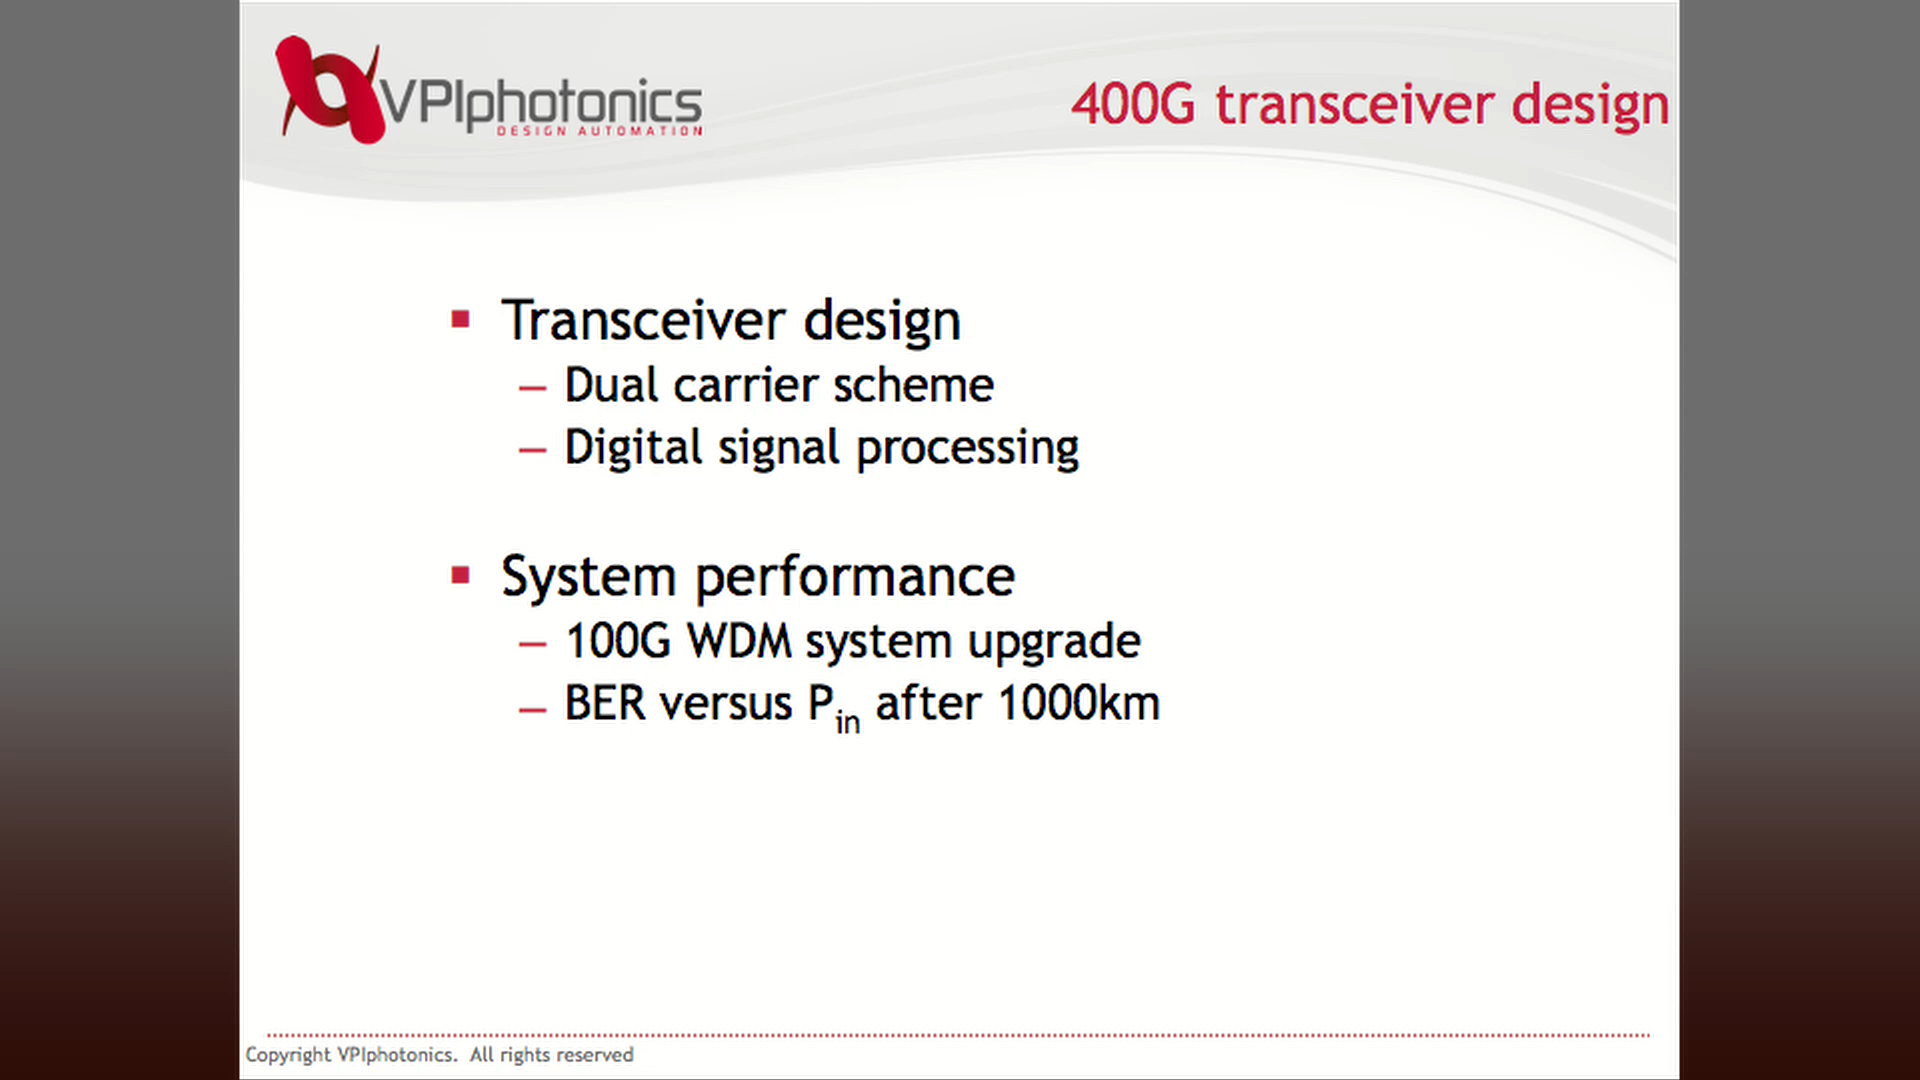 VPIphotonics
DESIGN AUTOMATION
400G transceiver design
▪ Transceiver design
– Dual carrier scheme
– Digital signal processing
▪ System performance
– 100G WDM system upgrade
– BER versus Pin after 1000km
Copyright VPIphotonics. All rights reserved